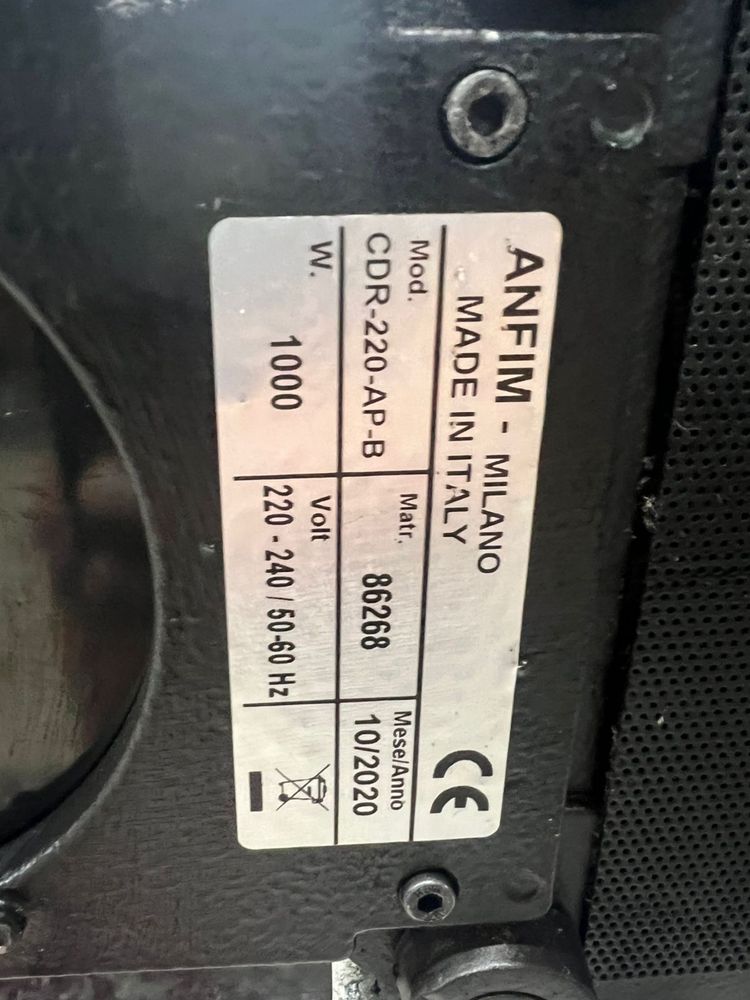 ANFIM - MILANO
MADE IN ITALY
CE
Mod.
CDR-220-AP-B
Matr.
86268
Mese/Anno
10/2020
W.
1000
Volt
220 - 240 / 50-60 Hz